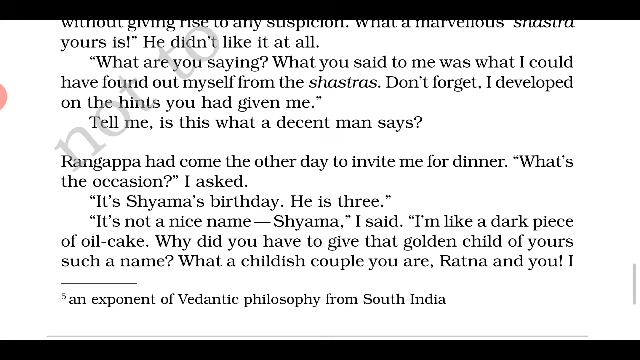 without giving rise to any suspicion. What a marvellous 'shastra
yours is!" He didn't like it at all.
"What are you saying? What you said to me was what I could
have found out myself from the shastras. Don't forget, I developed
on the hints you had given me."
Tell me, is this what a decent man says?
Rangappa had come the other day to invite me for dinner. "What's
the occasion?" I asked.
"It's Shyama's birthday. He is three."
"It's not a nice name — Shyama," I said. "I'm like a dark piece
of oil-cake. Why did you have to give that golden child of yours
such a name? What a childish couple you are, Ratna and you! I
5 an exponent of Vedantic philosophy from South India
not to